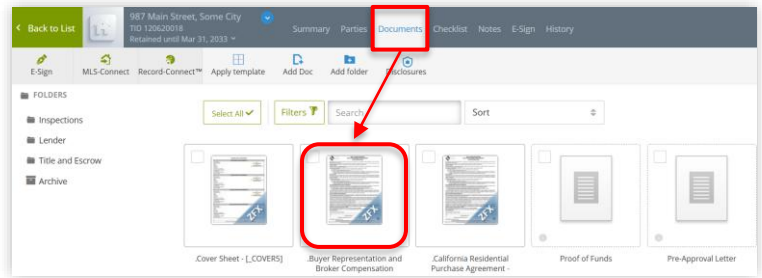 Back to List
987 Main Street, Some City
TID 120620018
Retained until Mar 31, 2033
Summary Parties Documents Checklist Notes E-Sign History
E-Sign MLS-Connect Record-Connect™ Apply template Add Doc Add folder Disclosures
FOLDERS
Select All Filters Search Sort
Inspections
Lender
Title and Escrow
Archive
ZFX ZFX ZFX
.Cover Sheet - [_COVERS] .Buyer Representation and .California Residential Proof of Funds Pre-Approval Letter
Broker Compensation Purchase Agreement -